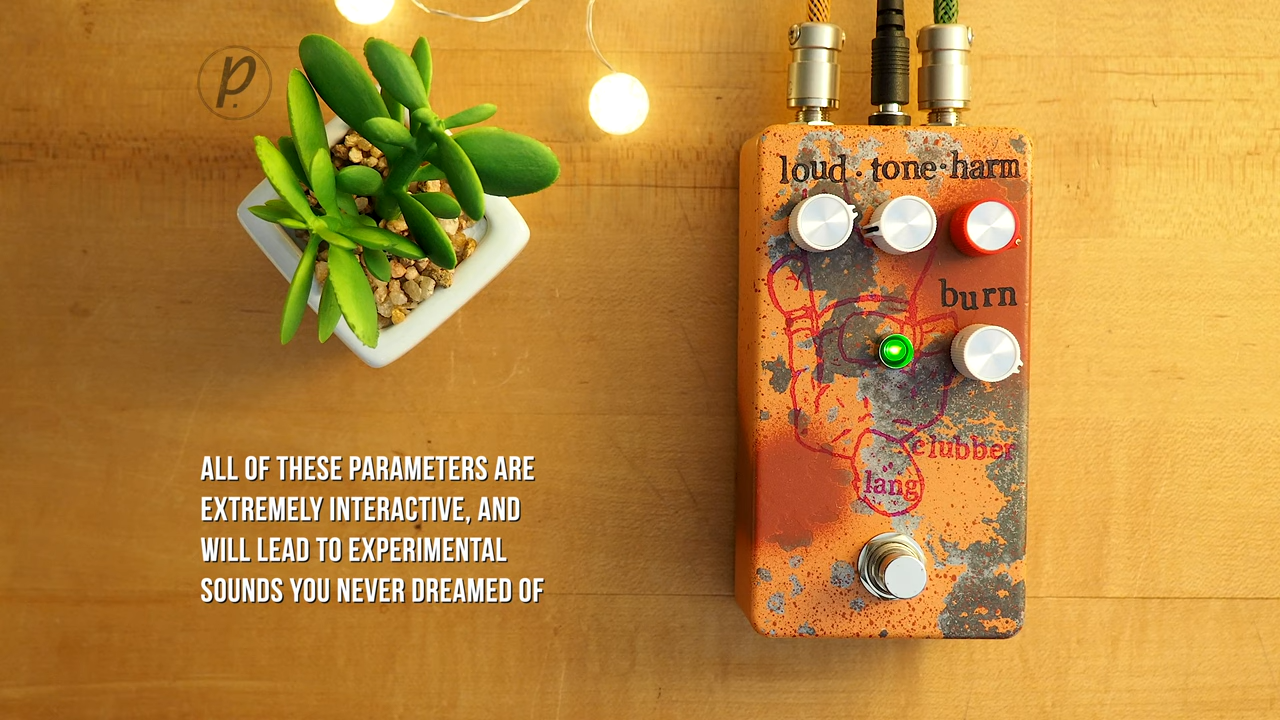 p.
loud · tone · harm
burn
clubber
lang
ALL OF THESE PARAMETERS ARE
EXTREMELY INTERACTIVE, AND
WILL LEAD TO EXPERIMENTAL
SOUNDS YOU NEVER DREAMED OF